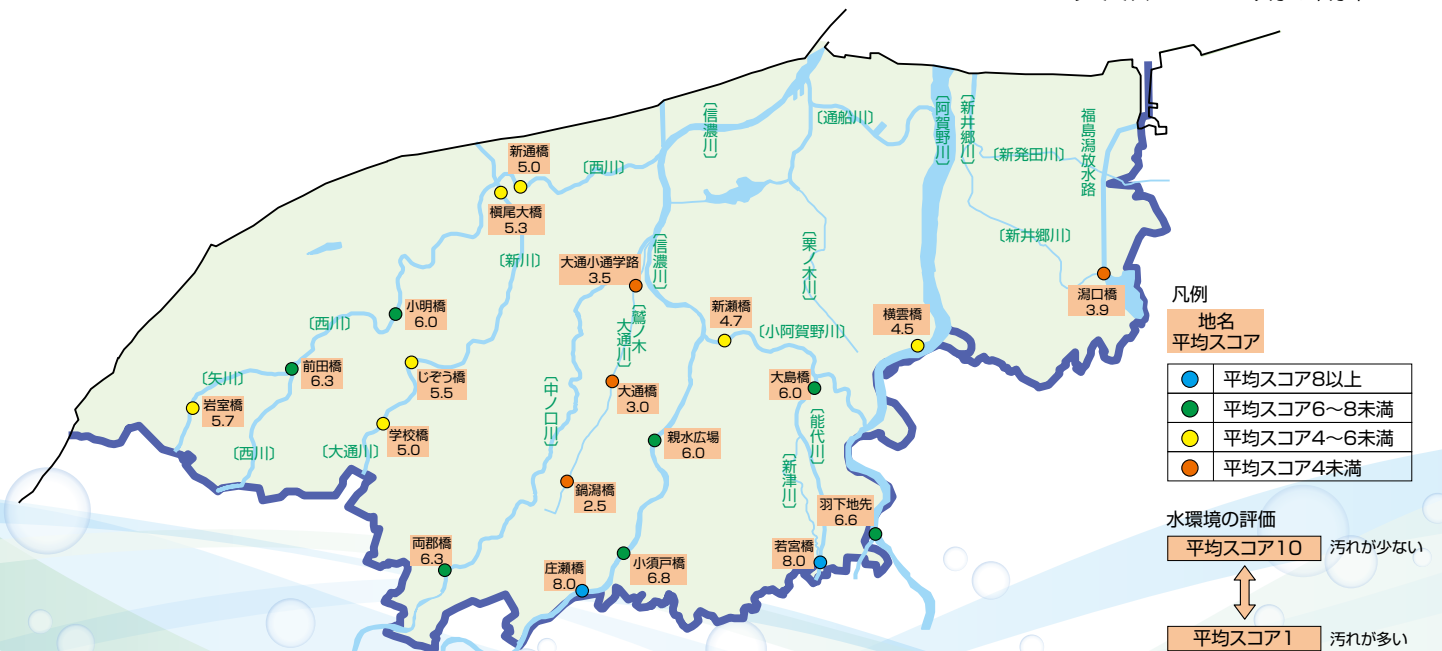 〔信濃川〕
〔通船川〕
〔阿賀野川〕
〔新井郷川〕
福島潟放水路
〔新発田川〕
新通橋
5.0
〔西川〕
槇尾大橋
5.3
〔新川〕
大通小通学路
3.5
〔信濃川〕
〔栗ノ木川〕
〔新井郷川〕
潟口橋
3.9
小明橋
6.0
〔西川〕
〔鷲ノ木
大通川〕
新瀬橋
4.7
〔小阿賀野川〕
横雲橋
4.5
前田橋
6.3
〔矢川〕
岩室橋
5.7
じぞう橋
5.5
〔中ノ口川〕
大通橋
3.0
大島橋
6.0
〔能代川〕
学校橋
5.0
〔西川〕
〔大通川〕
親水広場
6.0
〔新津川〕
鍋潟橋
2.5
羽下地先
6.6
両郡橋
6.3
庄瀬橋
8.0
小須戸橋
6.8
若宮橋
8.0
凡例
地名
平均スコア
平均スコア8以上
平均スコア6〜8未満
平均スコア4〜6未満
平均スコア4未満
水環境の評価
平均スコア10 汚れが少ない
平均スコア1 汚れが多い